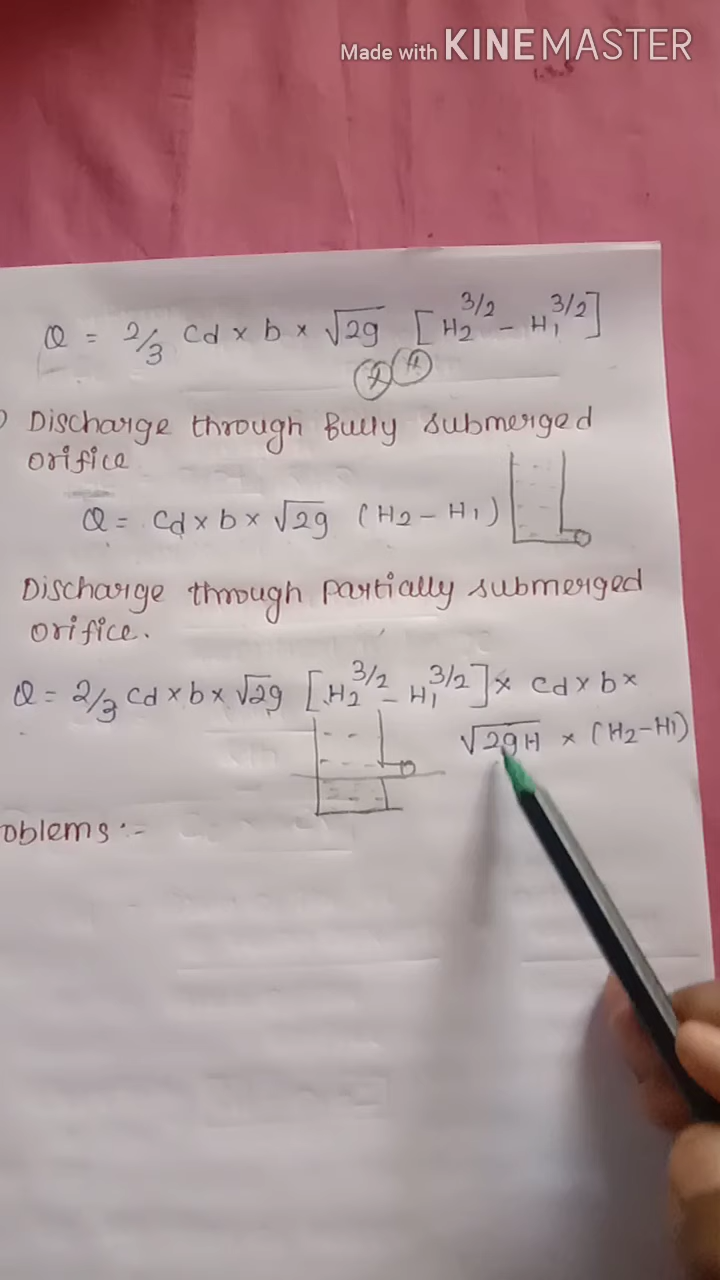 Made with KINEMASTER
Q = 2/3 Cd × b × √2g [H₂^3/2 - H₁^3/2]
Discharge through fully submerged
orifice
Q = Cd × b × √2g (H₂ - H₁)
Discharge through partially submerged
orifice.
Q = 2/3 Cd × b × √2g [H₂^3/2 - H₁^3/2] × Cd × b ×
√2gH × (H₂-H₁)
oblems :-